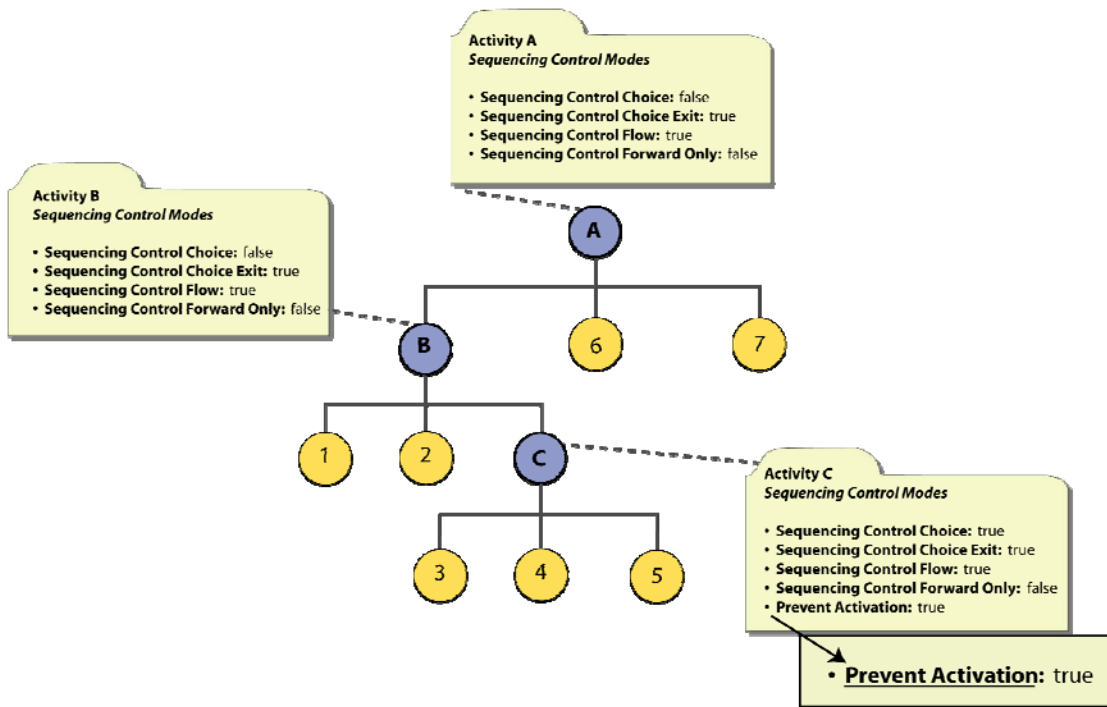 Activity A
Sequencing Control Modes
• Sequencing Control Choice: false
• Sequencing Control Choice Exit: true
• Sequencing Control Flow: true
• Sequencing Control Forward Only: false
Activity B
Sequencing Control Modes
• Sequencing Control Choice: false
• Sequencing Control Choice Exit: true
• Sequencing Control Flow: true
• Sequencing Control Forward Only: false
A
B
6
7
1
2
C
Activity C
Sequencing Control Modes
• Sequencing Control Choice: true
• Sequencing Control Choice Exit: true
• Sequencing Control Flow: true
• Sequencing Control Forward Only: false
• Prevent Activation: true
3
4
5
• Prevent Activation: true